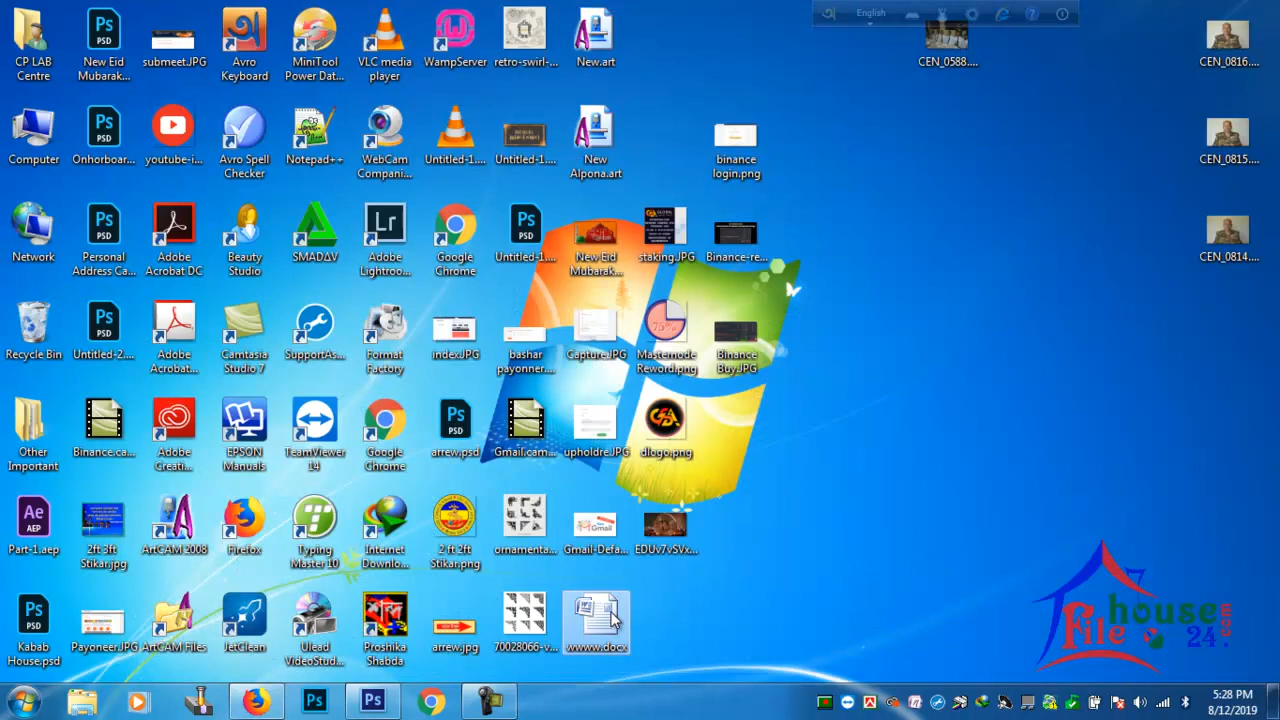 English
CP LAB
Centre
New Eid
Mubarak...
submeet.JPG
Avro
Keyboard
MiniTool
Power Dat...
VLC media
player
WampServer
retro-swirl-...
New.art
CEN_0588....
CEN_0816....
Computer
Onhorboar...
youtube-i...
Avro Spell
Checker
Notepad++
WebCam
Compani...
Untitled-1....
Untitled-1....
New
Alpona.art
binance
login.png
CEN_0815....
Network
Personal
Address Ca...
Adobe
Acrobat DC
Beauty
Studio
SMADΔV
Adobe
Lightroo...
Google
Chrome
Untitled-1....
New Eid
Mubarak...
staking.JPG
Binance-re...
CEN_0814....
Recycle Bin
Untitled-2....
Adobe
Acrobat...
Camtasia
Studio 7
SupportAs...
Format
Factory
index.JPG
bashar
payonner....
Capture.JPG
75%
Masternode
Reword.png
Binance
Buy.JPG
Other
Important
Binance.ca...
Adobe
Creati...
EPSON
Manuals
TeamViewer
14
Google
Chrome
arrew.psd
Gmail.cam...
upholdre.JPG
dlogo.png
Part-1.aep
2ft 3ft
Stikar.jpg
ArtCAM 2008
Firefox
Typing
Master 10
Internet
Downlo...
2 ft 2ft
Stikar.png
ornamenta...
Gmail-Defa...
EDUv7vSVx...
Kabab
House.psd
Payoneer.JPG
ArtCAM Files
JetClean
Ulead
VideoStud...
Proshika
Shabda
arrew.jpg
70028066-v...
wwww.docx
7
File house 24.com
5:28 PM
8/12/2019